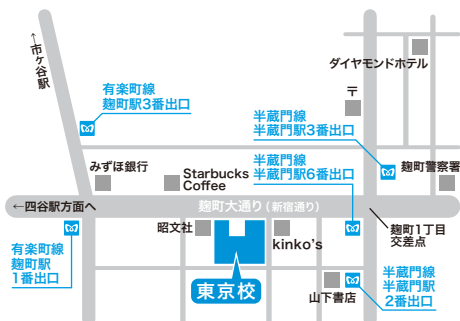 ←市ヶ谷駅
ダイヤモンドホテル
有楽町線
麹町駅3番出口
〒
半蔵門線
半蔵門駅3番出口
みずほ銀行
Starbucks
Coffee
半蔵門線
半蔵門駅6番出口
麹町警察署
←四谷駅方面へ
麹町大通り(新宿通り)
昭文社
kinko's
麹町1丁目
交差点
有楽町線
麹町駅
1番出口
東京校
山下書店
半蔵門線
半蔵門駅
2番出口